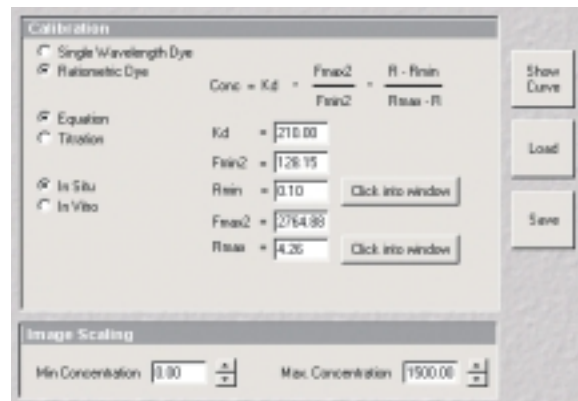 Calibration
Single Wavelength Dye
Ratiometric Dye
Conc = Kd * Fmax2 / Fmin2 * R - Rmin / Rmax - R
Equation
Titration
Kd = 210.00
Fmin2 = 128.15
In Situ
Rmin = 0.10 Click into window
In Vitro
Fmax2 = 2764.88
Rmax = 4.26 Click into window
Show Curve
Load
Save
Image Scaling
Min Concentration 0.00 Max. Concentration 1500.00